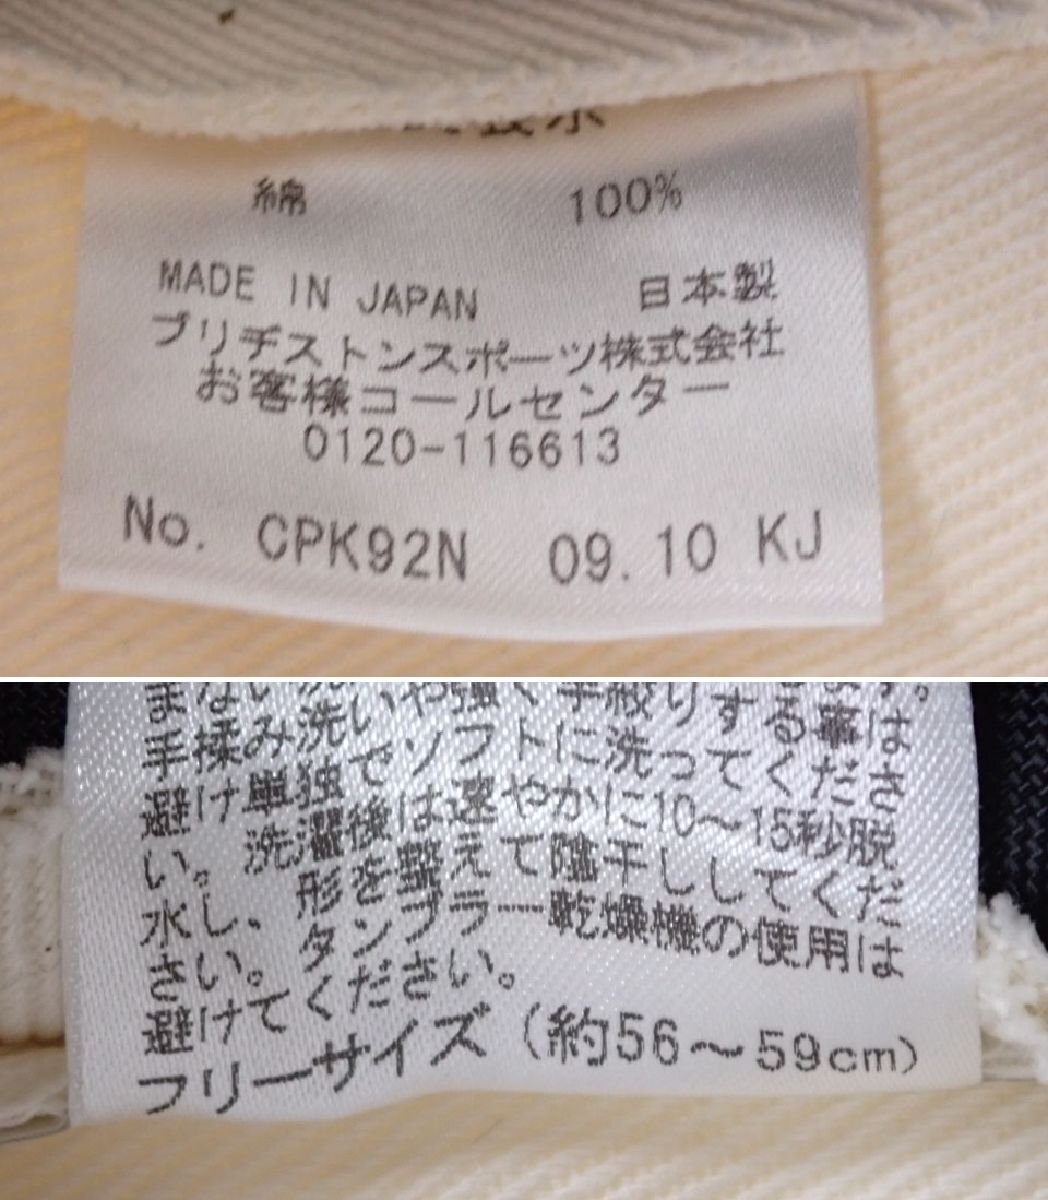 表示
綿 100%
MADE IN JAPAN 日本製
ブリヂストンスポーツ株式会社
お客様コールセンター
0120-116613
No. CPK92N 09.10 KJ
手揉み洗いや強く手絞りする事は
避け単独でソフトに洗ってくださ
い。洗濯後は速やかに10～15秒脱
水し、形を整えて陰干ししてくだ
さい。タンブラー乾燥機の使用は
避けてください。
フリーサイズ（約56～59cm）